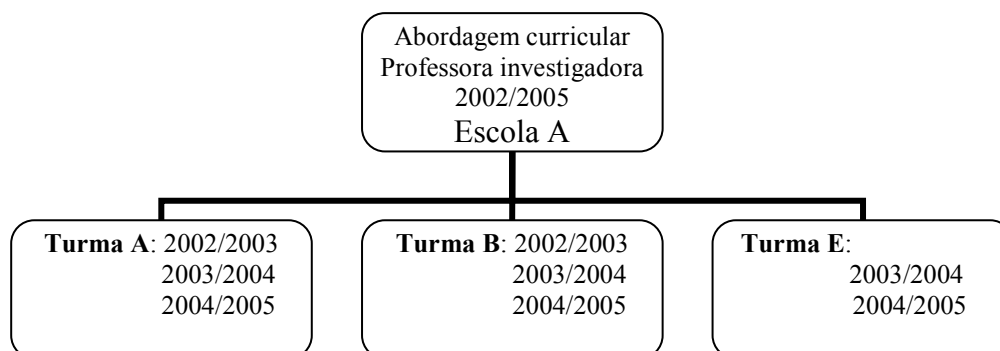 Abordagem curricular
Professora investigadora
2002/2005
Escola A
Turma A: 2002/2003
2003/2004
2004/2005
Turma B: 2002/2003
2003/2004
2004/2005
Turma E:
2003/2004
2004/2005